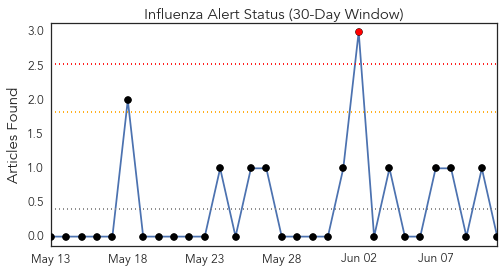 Influenza Alert Status (30-Day Window)
Articles Found
3.0
2.5
2.0
1.5
1.0
0.5
0.0
May 13 May 18 May 23 May 28 Jun 02 Jun 07